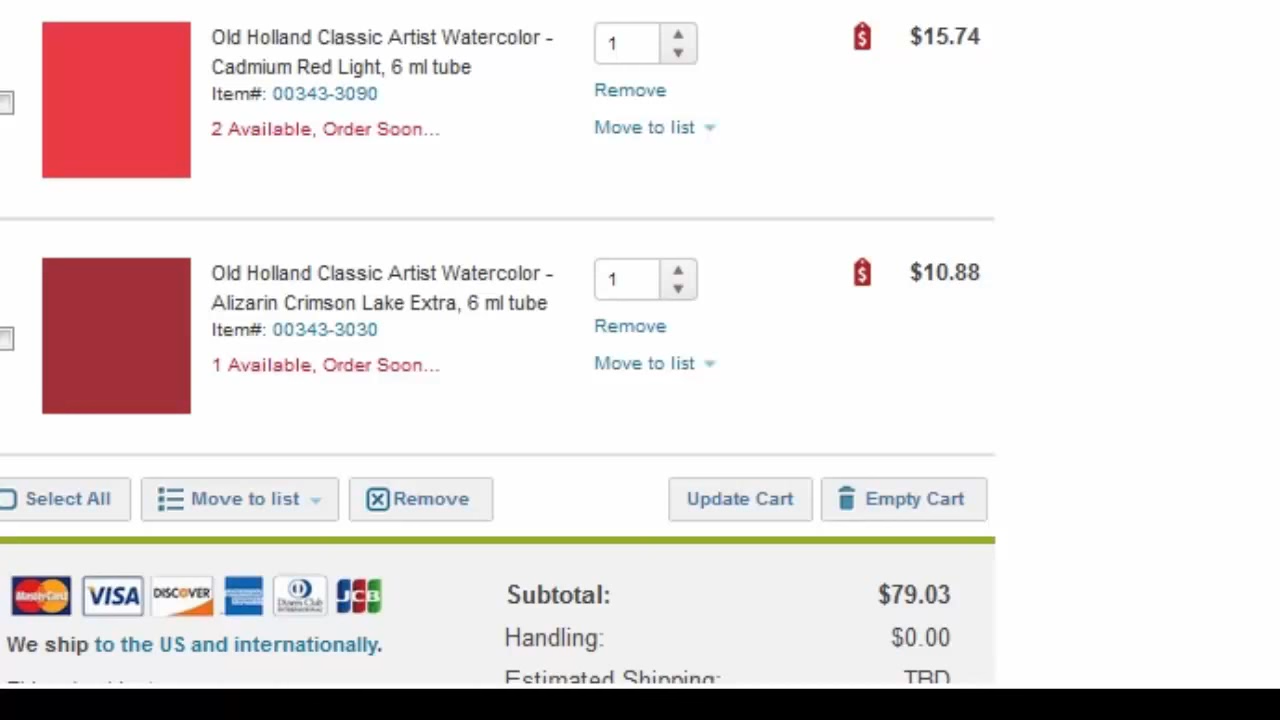 Old Holland Classic Artist Watercolor -
Cadmium Red Light, 6 ml tube
Item#: 00343-3090
2 Available, Order Soon...
1
Remove
Move to list
$
$15.74
Old Holland Classic Artist Watercolor -
Alizarin Crimson Lake Extra, 6 ml tube
Item#: 00343-3030
1 Available, Order Soon...
1
Remove
Move to list
$
$10.88
Select All
Move to list
Remove
Update Cart
Empty Cart
MasterCard
VISA
DISCOVER
Diners Club
JCB
We ship to the US and internationally.
Subtotal: $79.03
Handling: $0.00
Estimated Shipping: TBD